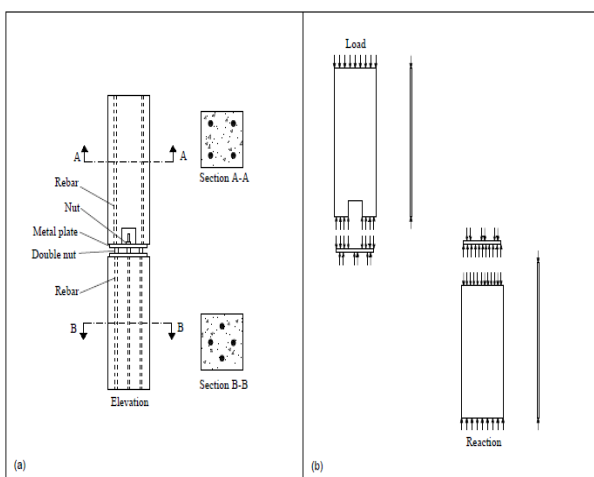 A
A
Section A-A
Rebar
Nut
Metal plate
Double nut
Rebar
B
B
Section B-B
Elevation
(a)
Load
Reaction
(b)